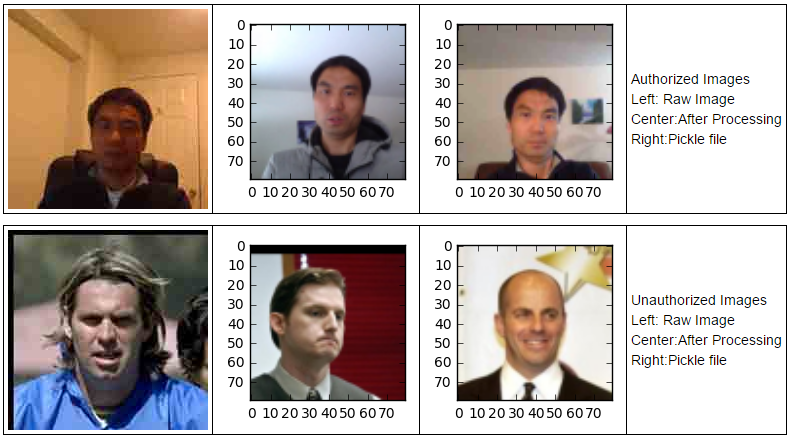 0
10
20
30
40
50
60
70
0 10 20 30 40 50 60 70
0
10
20
30
40
50
60
70
0 10 20 30 40 50 60 70
Authorized Images
Left: Raw Image
Center:After Processing
Right:Pickle file
0
10
20
30
40
50
60
70
0 10 20 30 40 50 60 70
0
10
20
30
40
50
60
70
0 10 20 30 40 50 60 70
Unauthorized Images
Left: Raw Image
Center:After Processing
Right:Pickle file